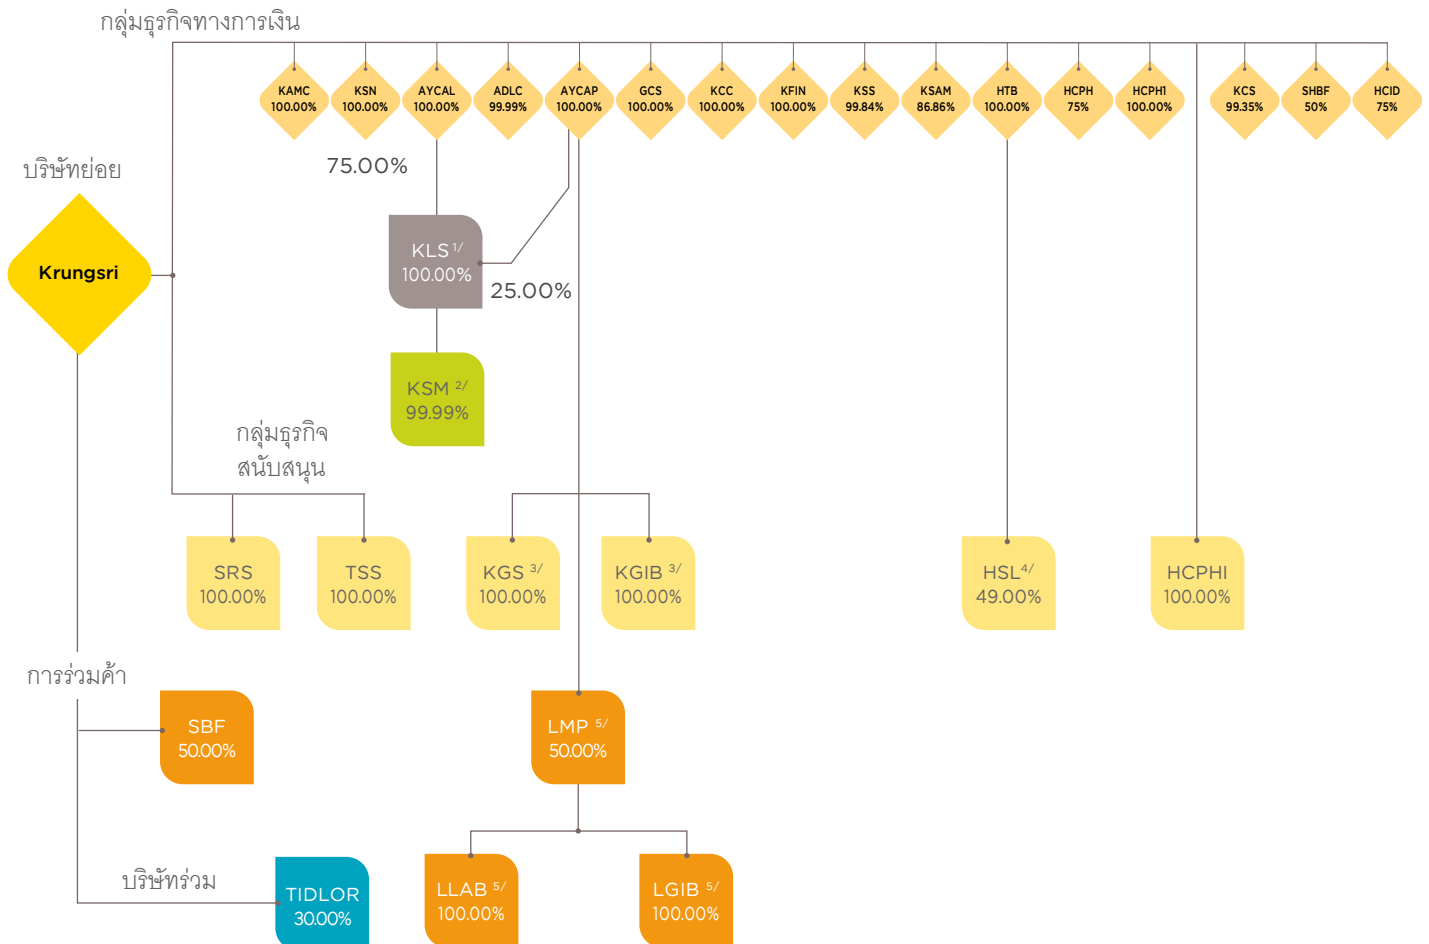 กลุ่มธุรกิจทางการเงิน
KAMC
100.00%
KSN
100.00%
AYCAL
100.00%
ADLC
99.99%
AYCAP
100.00%
GCS
100.00%
KCC
100.00%
KFIN
100.00%
KSS
99.84%
KSAM
86.86%
HTB
100.00%
HCPH
75%
HCPH1
100.00%
KCS
99.35%
SHBF
50%
HCID
75%
บริษัทย่อย
75.00%
Krungsri
KLS 1/
100.00%
25.00%
KSM 2/
99.99%
กลุ่มธุรกิจ
สนับสนุน
SRS
100.00%
TSS
100.00%
KGS 3/
100.00%
KGIB 3/
100.00%
HSL4/
49.00%
HCPHI
100.00%
การร่วมค้า
SBF
50.00%
LMP 5/
50.00%
บริษัทร่วม
TIDLOR
30.00%
LLAB 5/
100.00%
LGIB 5/
100.00%